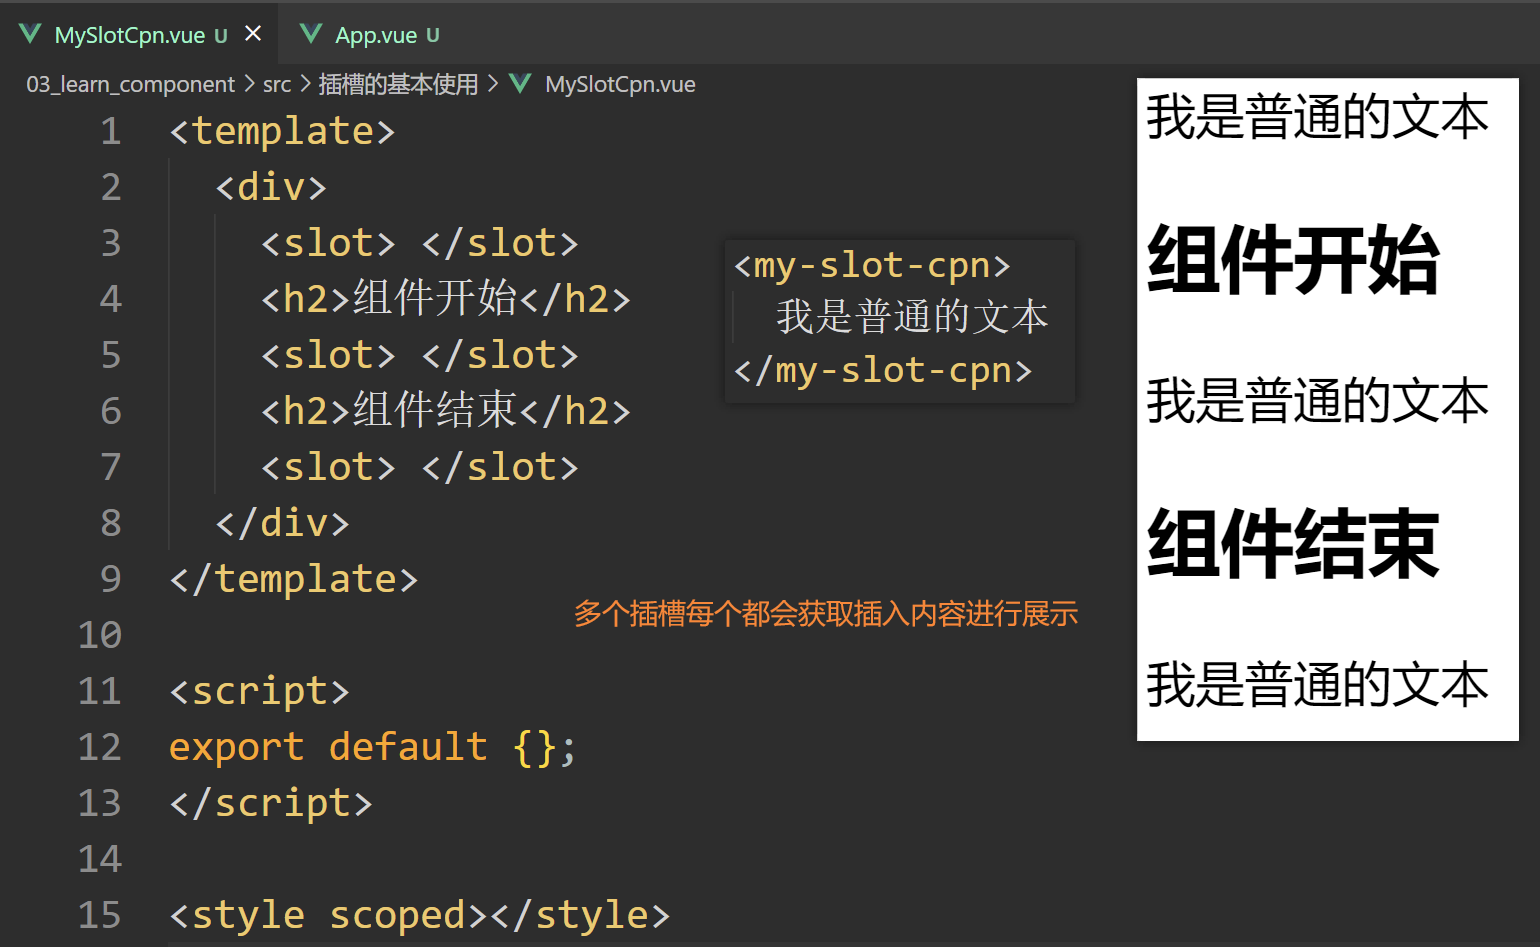 MySlotCpn.vue U × App.vue U
03_learn_component > src > 插槽的基本使用 > MySlotCpn.vue
1 <template>
2 <div>
3 <slot> </slot>
4 <h2>组件开始</h2>
5 <slot> </slot>
6 <h2>组件结束</h2>
7 <slot> </slot>
8 </div>
9 </template>
10
11 <script>
12 export default {};
13 </script>
14
15 <style scoped></style>
<my-slot-cpn>
我是普通的文本
</my-slot-cpn>
多个插槽每个都会获取插入内容进行展示
我是普通的文本
组件开始
我是普通的文本
组件结束
我是普通的文本